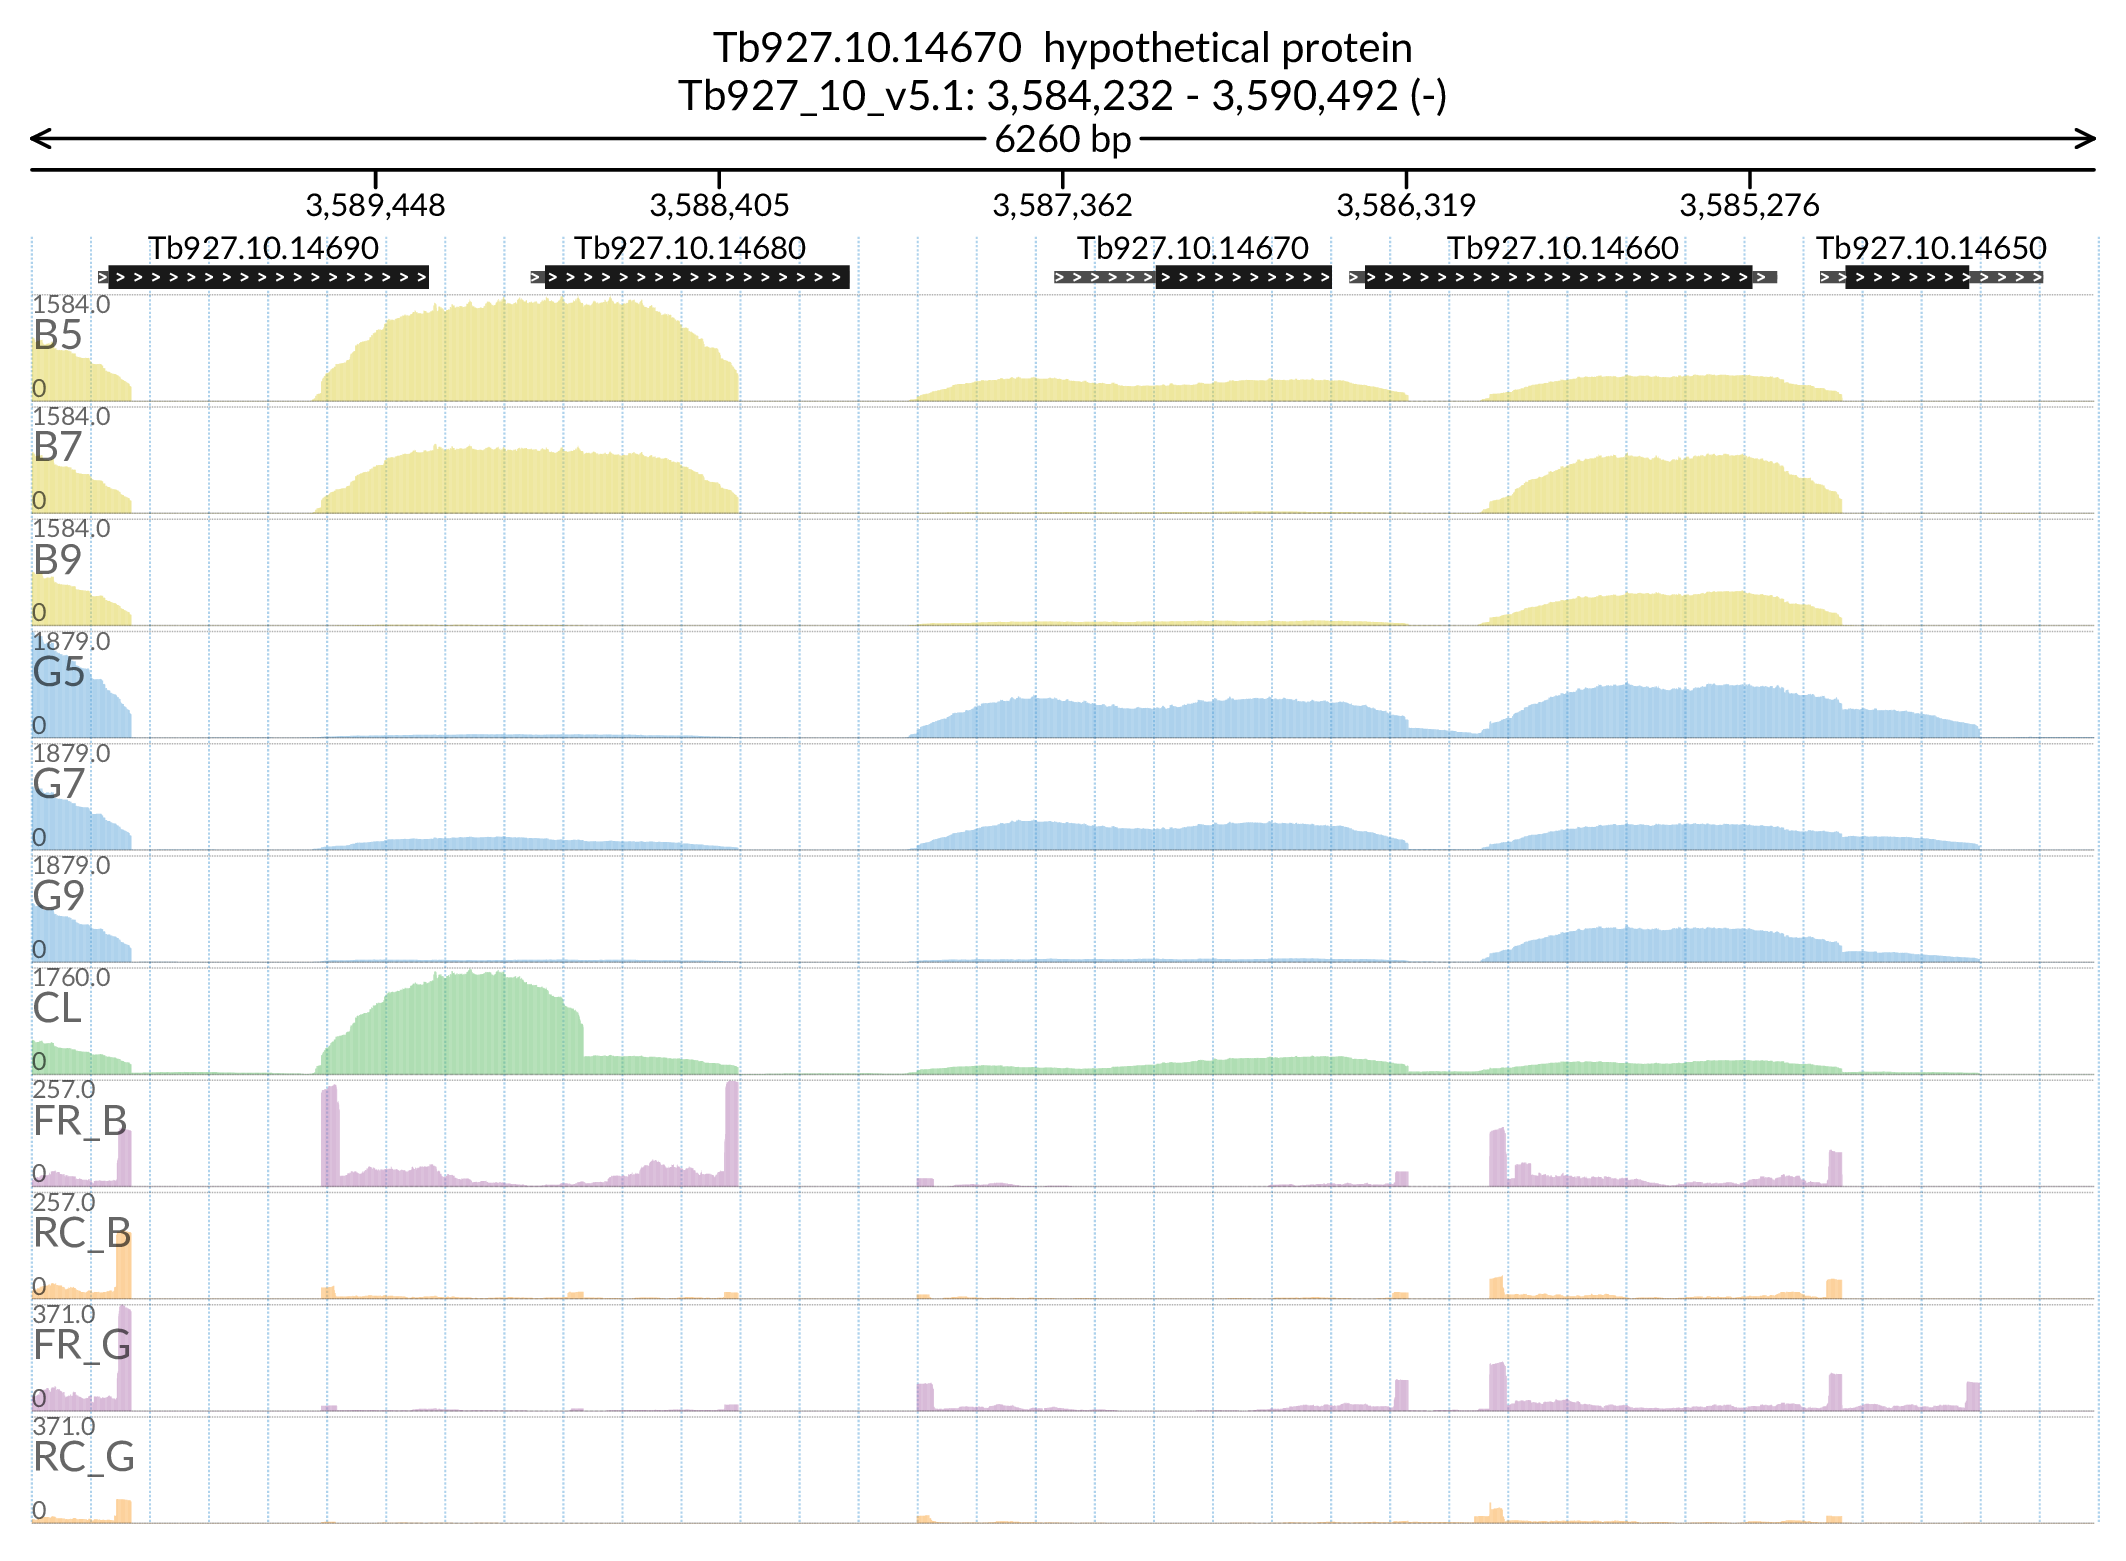 Tb927.10.14670 hypothetical protein
Tb927_10_v5.1: 3,584,232 - 3,590,492 (-)
6260 bp
3,589,448 3,588,405 3,587,362 3,586,319 3,585,276
Tb927.10.14690 Tb927.10.14680 Tb927.10.14670 Tb927.10.14660 Tb927.10.14650
1584.0
B5
0
1584.0
B7
0
1584.0
B9
0
1879.0
G5
0
1879.0
G7
0
1879.0
G9
0
1760.0
CL
0
257.0
FR_B
0
257.0
RC_B
0
371.0
FR_G
0
371.0
RC_G
0